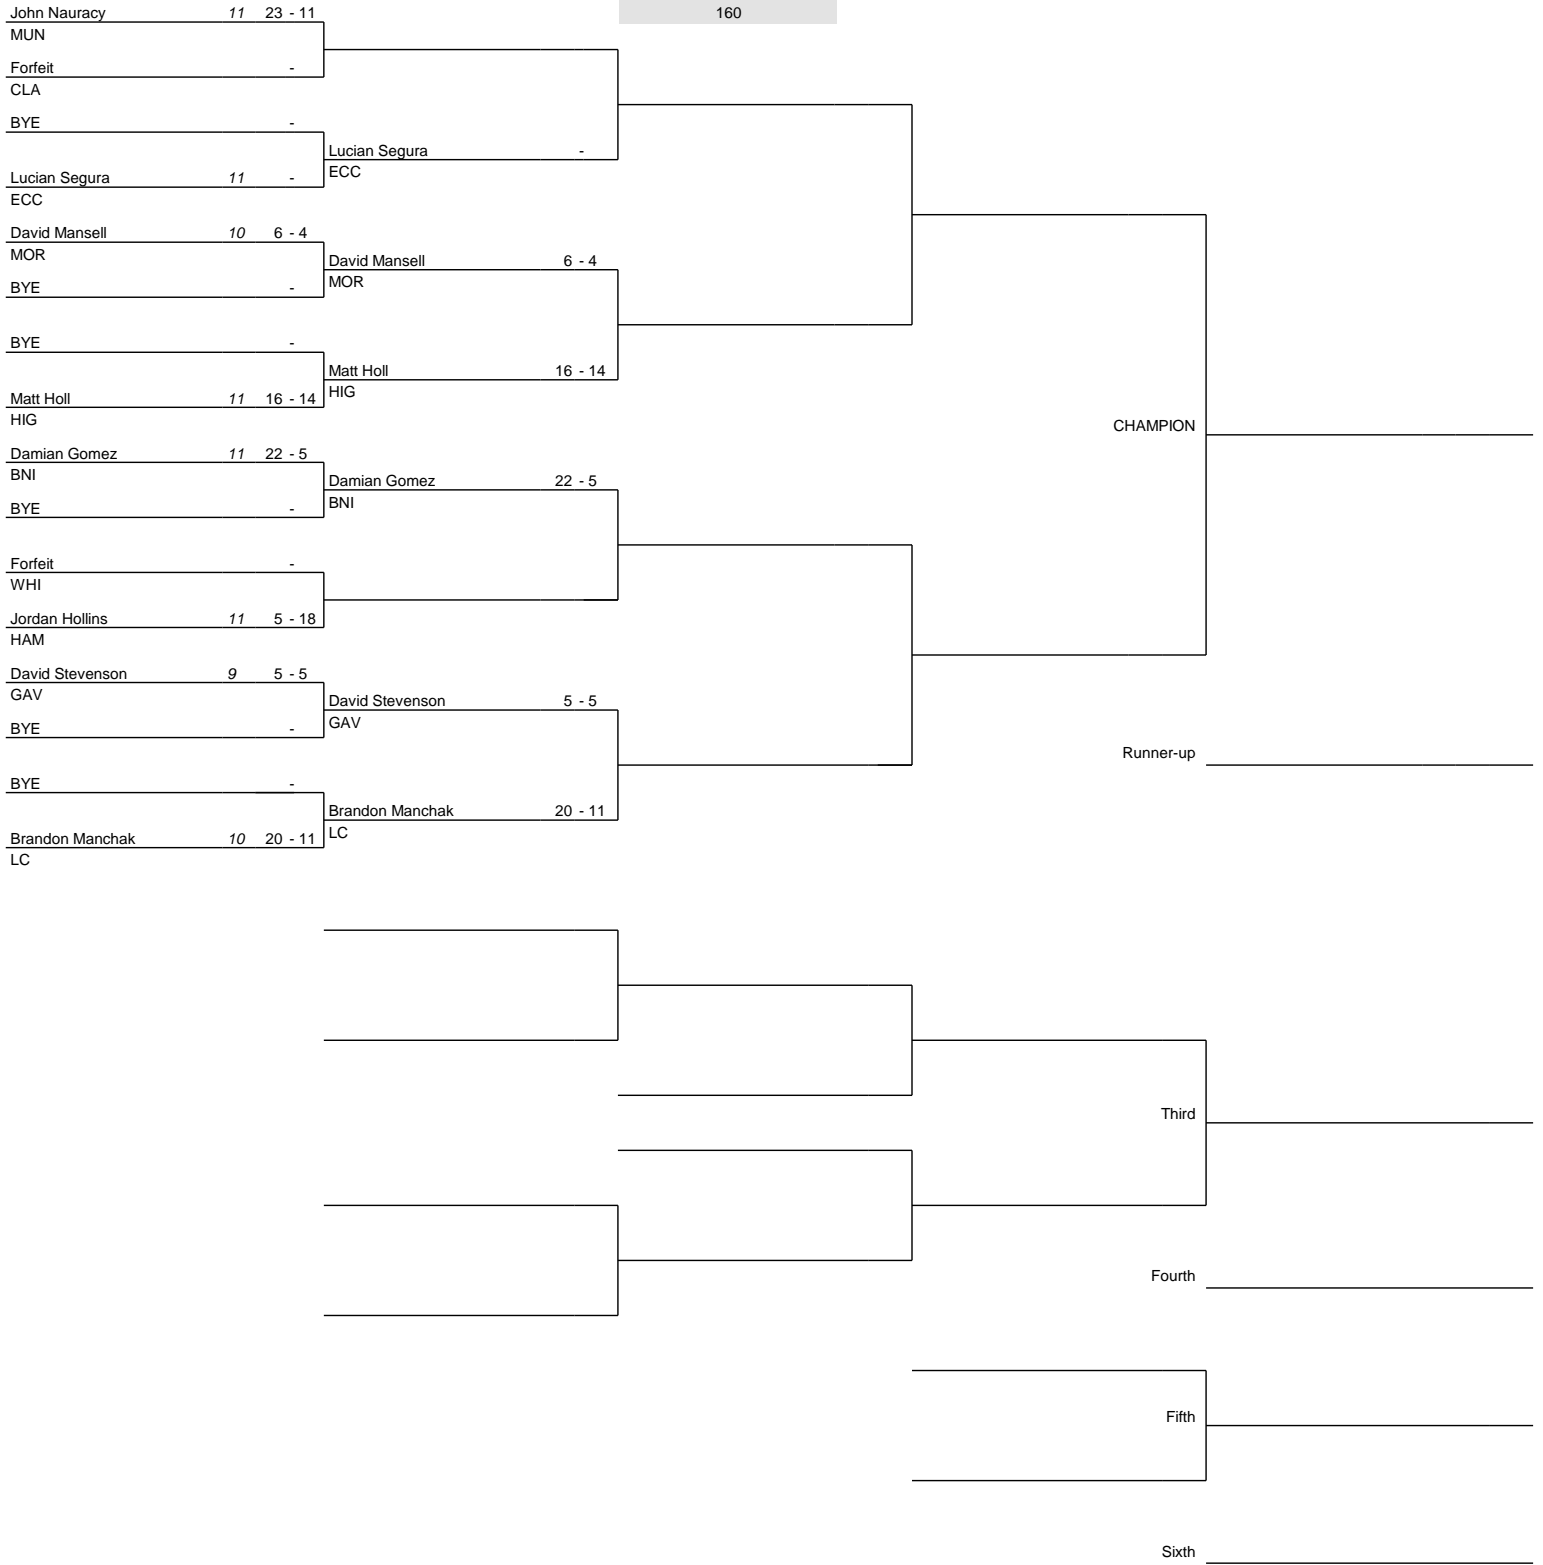 John Nauracy 11 23 - 11
160
MUN
Forfeit -
CLA
BYE -
Lucian Segura -
ECC
Lucian Segura 11 -
ECC
David Mansell 10 6 - 4
MOR
David Mansell 6 - 4
MOR
BYE -
BYE -
Matt Holl 16 - 14
HIG
Matt Holl 11 16 - 14
HIG
CHAMPION
Damian Gomez 11 22 - 5
BNI
Damian Gomez 22 - 5
BNI
BYE -
Forfeit -
WHI
Jordan Hollins 11 5 - 18
HAM
David Stevenson 9 5 - 5
GAV
David Stevenson 5 - 5
GAV
BYE -
Runner-up
BYE -
Brandon Manchak 20 - 11
LC
Brandon Manchak 10 20 - 11
LC
Third
Fourth
Fifth
Sixth